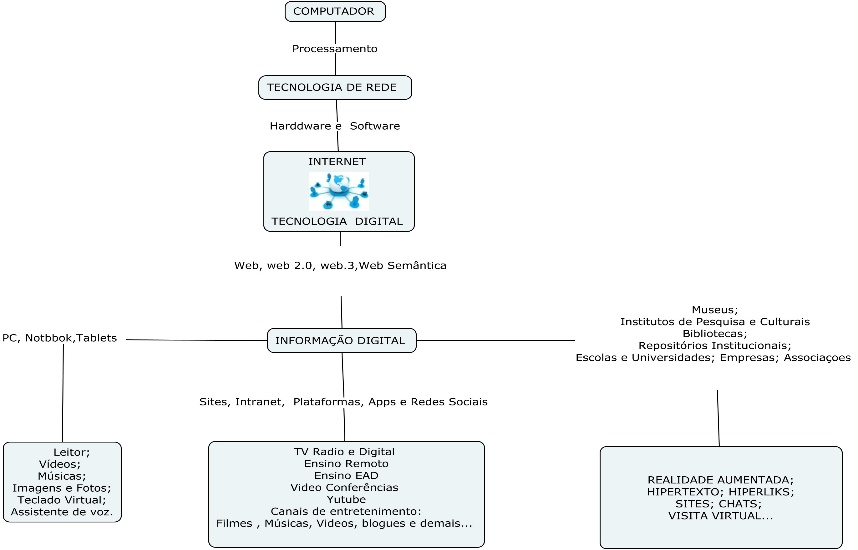 COMPUTADOR
Processamento
TECNOLOGIA DE REDE
Harddware e  Software
INTERNET
TECNOLOGIA  DIGITAL
Web, web 2.0, web.3,Web Semântica
PC, Notbbok,Tablets
INFORMAÇÃO DIGITAL
Museus;
Institutos de Pesquisa e Culturais
Bibliotecas;
Repositórios Institucionais;
Escolas e Universidades; Empresas; Associaçoes
Sites, Intranet,  Plataformas, Apps e Redes Sociais
Leitor;
Vídeos;
Músicas;
Imagens e Fotos;
Teclado Virtual;
Assistente de voz.
TV Radio e Digital
Ensino Remoto
Ensino EAD
Video Conferências
Yutube
Canais de entretenimento:
Filmes , Músicas, Videos, blogues e demais...
REALIDADE AUMENTADA;
HIPERTEXTO; HIPERLIKS;
SITES; CHATS;
VISITA VIRTUAL...